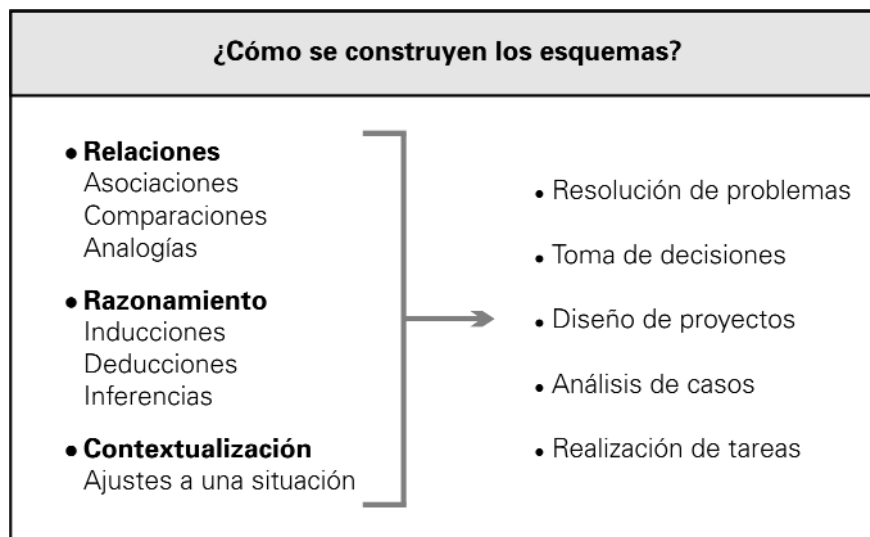 ¿Cómo se construyen los esquemas?
• Relaciones
Asociaciones
Comparaciones
Analogías
• Razonamiento
Inducciones
Deducciones
Inferencias
• Contextualización
Ajustes a una situación
• Resolución de problemas
• Toma de decisiones
• Diseño de proyectos
• Análisis de casos
• Realización de tareas